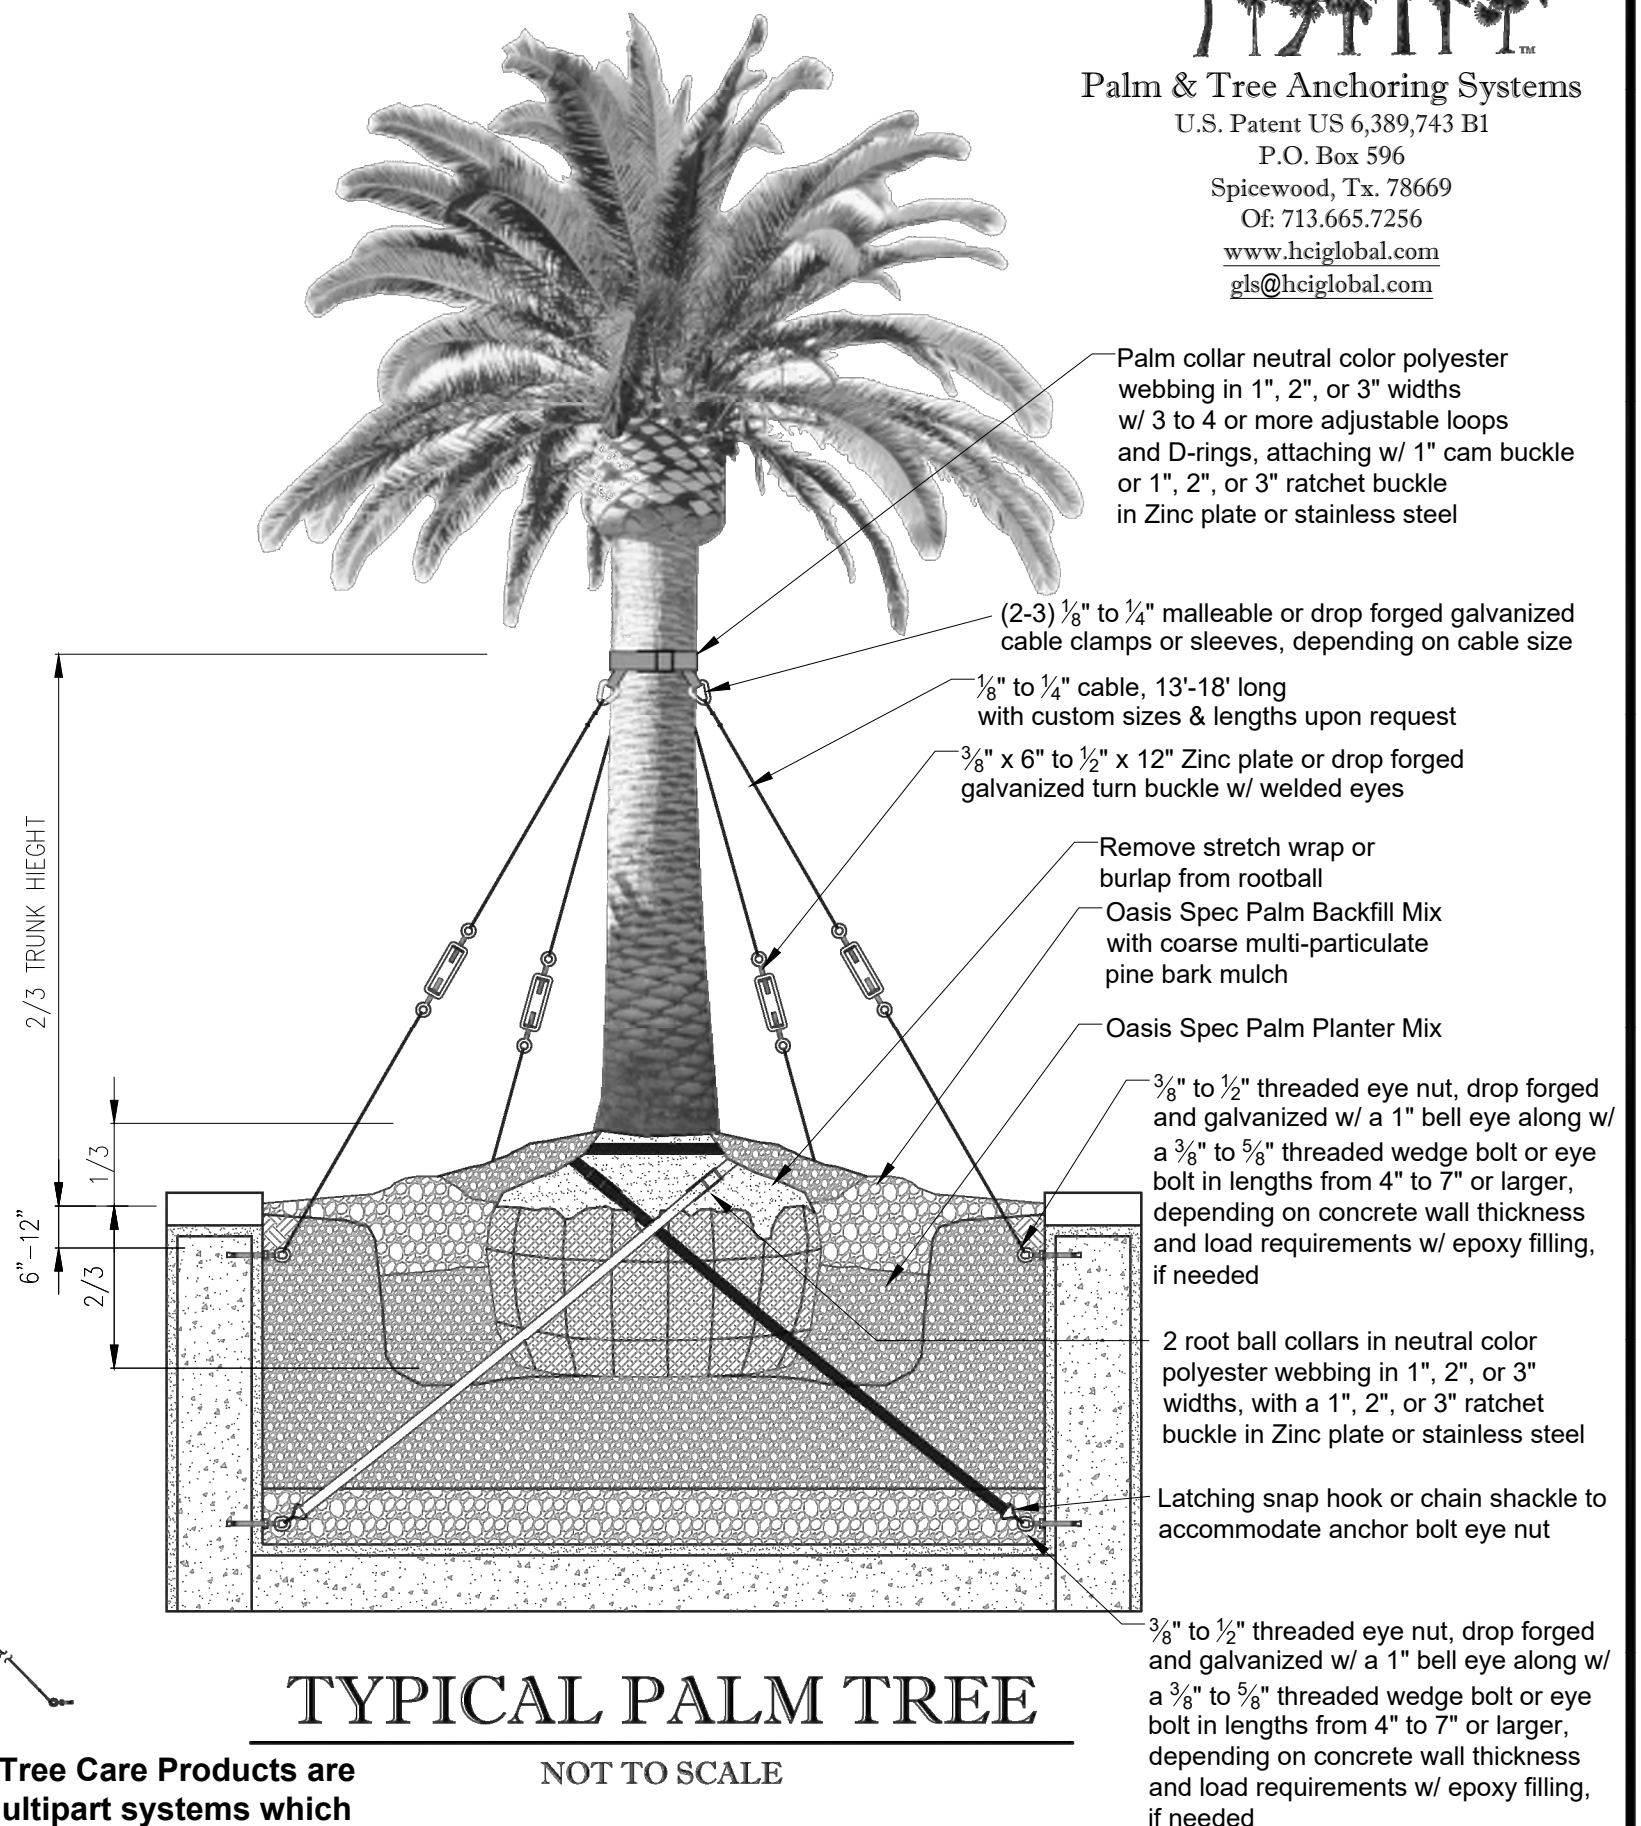 TM
Palm & Tree Anchoring Systems
U.S. Patent US 6,389,743 B1
P.O. Box 596
Spicewood, Tx. 78669
Of: 713.665.7256
www.hciglobal.com
gls@hciglobal.com
Palm collar neutral color polyester
webbing in 1", 2", or 3" widths
w/ 3 to 4 or more adjustable loops
and D-rings, attaching w/ 1" cam buckle
or 1", 2", or 3" ratchet buckle
in Zinc plate or stainless steel
(2-3) ⅛" to ¼" malleable or drop forged galvanized
cable clamps or sleeves, depending on cable size
⅛" to ¼" cable, 13'-18' long
with custom sizes & lengths upon request
⅜" x 6" to ½" x 12" Zinc plate or drop forged
galvanized turn buckle w/ welded eyes
Remove stretch wrap or
burlap from rootball
Oasis Spec Palm Backfill Mix
with coarse multi-particulate
pine bark mulch
Oasis Spec Palm Planter Mix
⅜" to ½" threaded eye nut, drop forged
and galvanized w/ a 1" bell eye along w/
a ⅜" to ⅝" threaded wedge bolt or eye
bolt in lengths from 4" to 7" or larger,
depending on concrete wall thickness
and load requirements w/ epoxy filling,
if needed
2 root ball collars in neutral color
polyester webbing in 1", 2", or 3"
widths, with a 1", 2", or 3" ratchet
buckle in Zinc plate or stainless steel
Latching snap hook or chain shackle to
accommodate anchor bolt eye nut
⅜" to ½" threaded eye nut, drop forged
and galvanized w/ a 1" bell eye along w/
a ⅜" to ⅝" threaded wedge bolt or eye
bolt in lengths from 4" to 7" or larger,
depending on concrete wall thickness
and load requirements w/ epoxy filling,
if needed
2/3 TRUNK HIEGHT
1/3
6"-12"
2/3
TYPICAL PALM TREE
NOT TO SCALE
Tree Care Products are
ultipart systems which